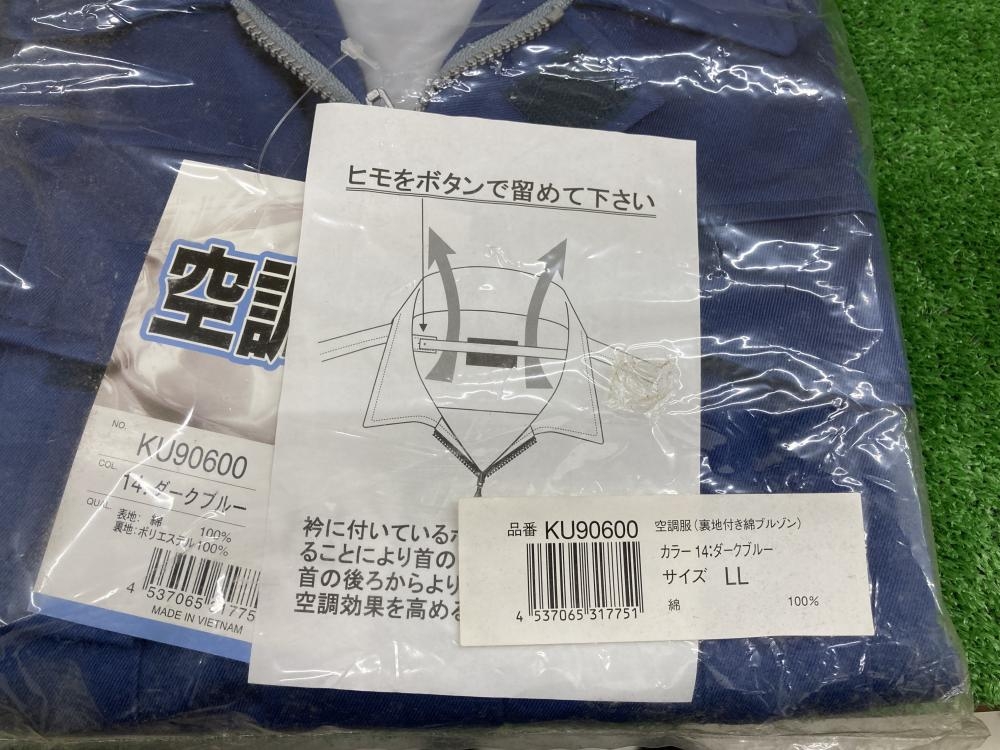 ヒモをボタンで留めて下さい
空調
NO. KU90600
COL. 14:ダークブルー
QUAL. 表地: 綿 100%
裏地:ポリエステル100%
4 537065 31775
MADE IN VIETNAM
衿に付いている
ることにより首の
首の後ろからより
空調効果を高める
品番 KU90600 空調服(裏地付き綿ブルゾン)
カラー 14:ダークブルー
サイズ LL
綿 100%
4 537065 317751